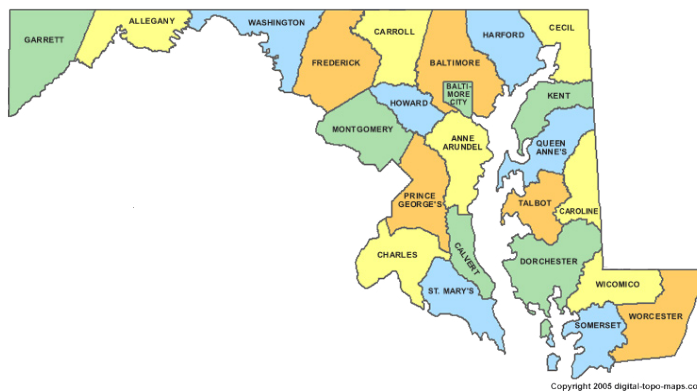 GARRETT
ALLEGANY
WASHINGTON
FREDERICK
CARROLL
BALTIMORE
HARFORD
CECIL
BALTI-
MORE
CITY
KENT
HOWARD
MONTGOMERY
ANNE
ARUNDEL
QUEEN
ANNE'S
PRINCE
GEORGE'S
TALBOT
CAROLINE
CHARLES
CALVERT
DORCHESTER
ST. MARY'S
WICOMICO
SOMERSET
WORCESTER
Copyright 2005 digital-topo-maps.co